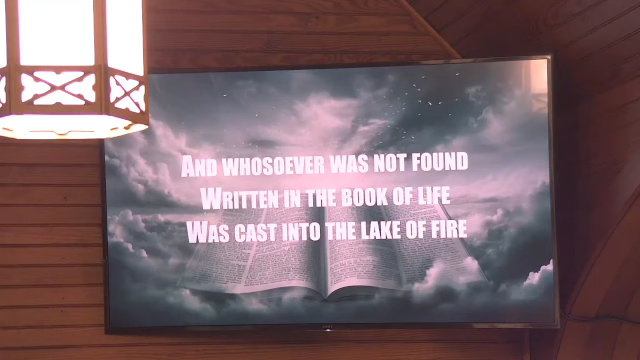 And whosoever was not found
Written in the book of life
Was cast into the lake of fire